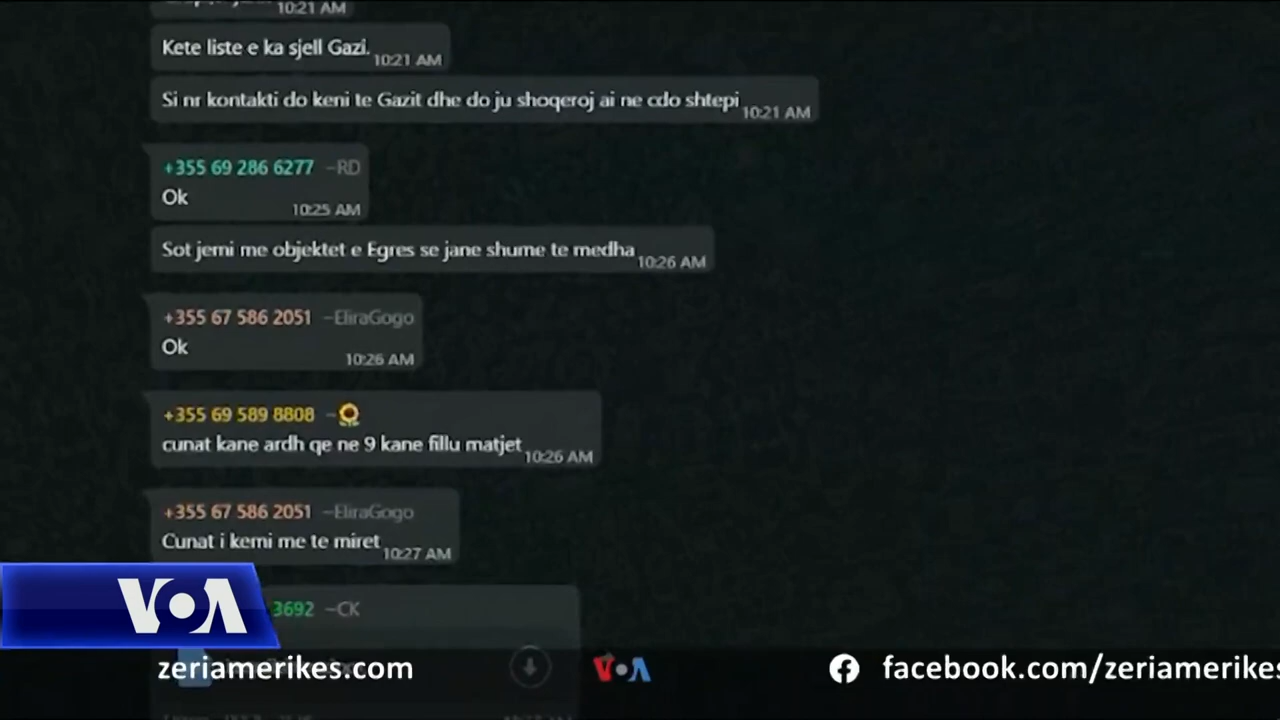 10:21 AM
Kete liste e ka sjell Gazi. 10:21 AM
Si nr kontakti do keni te Gazit dhe do ju shoqeroj ai ne cdo shtepi 10:21 AM
+355 69 286 6277 ~RD
Ok
10:25 AM
Sot jemi me objektet e Egres se jane shume te medha 10:26 AM
+355 67 586 2051 ~EliraGogo
Ok
10:26 AM
+355 69 589 8808 ~🌻
cunat kane ardh qe ne 9 kane fillu matjet 10:26 AM
+355 67 586 2051 ~EliraGogo
Cunat i kemi me te miret 10:27 AM
3692 ~CK
VOA
zeriamerikes.com
VOA
facebook.com/zeriamerikes